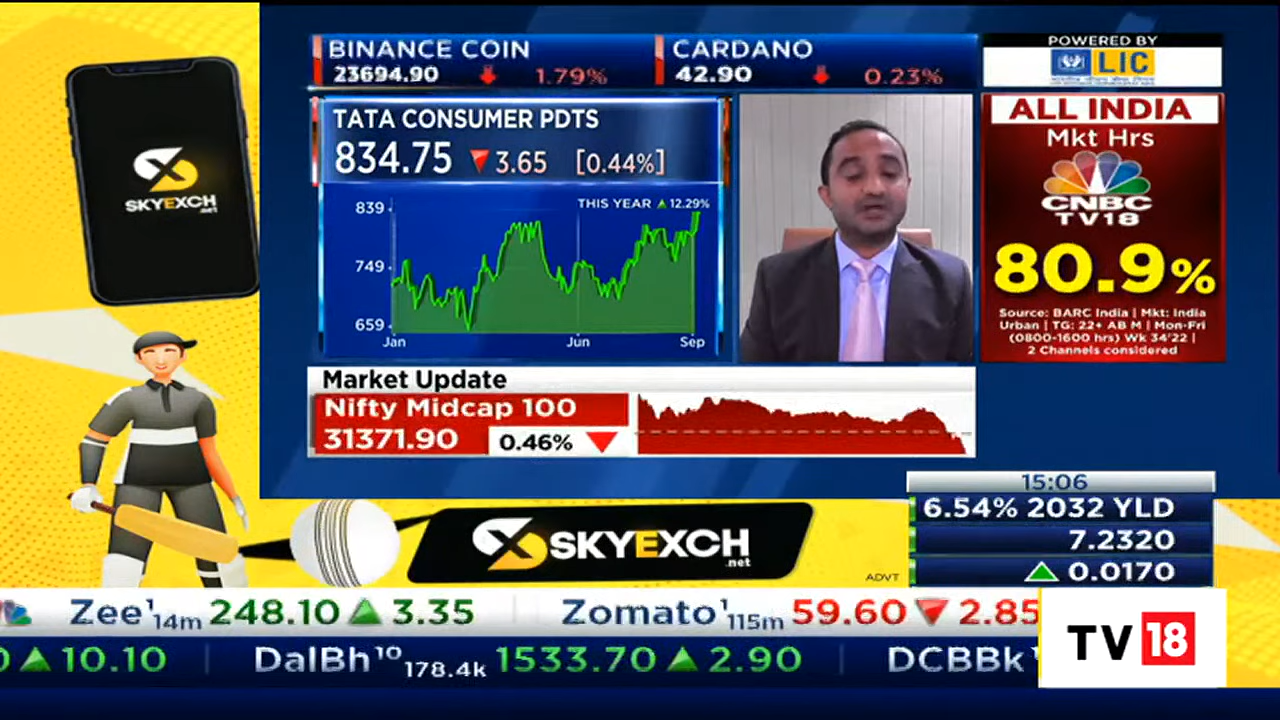 BINANCE COIN
23694.90 1.79%
CARDANO
42.90 0.23%
POWERED BY
LIC
TATA CONSUMER PDTS
834.75 ▼ 3.65 [0.44%]
THIS YEAR ▲ 12.29%
839
749
659
Jan Jun Sep
ALL INDIA
Mkt Hrs
CNBC
TV18
80.9%
Source: BARC India | Mkt: India
Urban | TG: 22+ AB M | Mon-Fri
(0800-1600 hrs) Wk 34'22 |
2 Channels considered
SKYEXCH
.net
Market Update
Nifty Midcap 100
31371.90 0.46% ▼
15:06
6.54% 2032 YLD
7.2320
▲ 0.0170
SKYEXCH
.net
ADVT
Zee¹ 14m 248.10 ▲ 3.35 Zomato¹ 115m 59.60 ▼ 2.85
0 ▲ 10.10 DalBh¹⁰ 178.4k 1533.70 ▲ 2.90 DCBBk
TV18